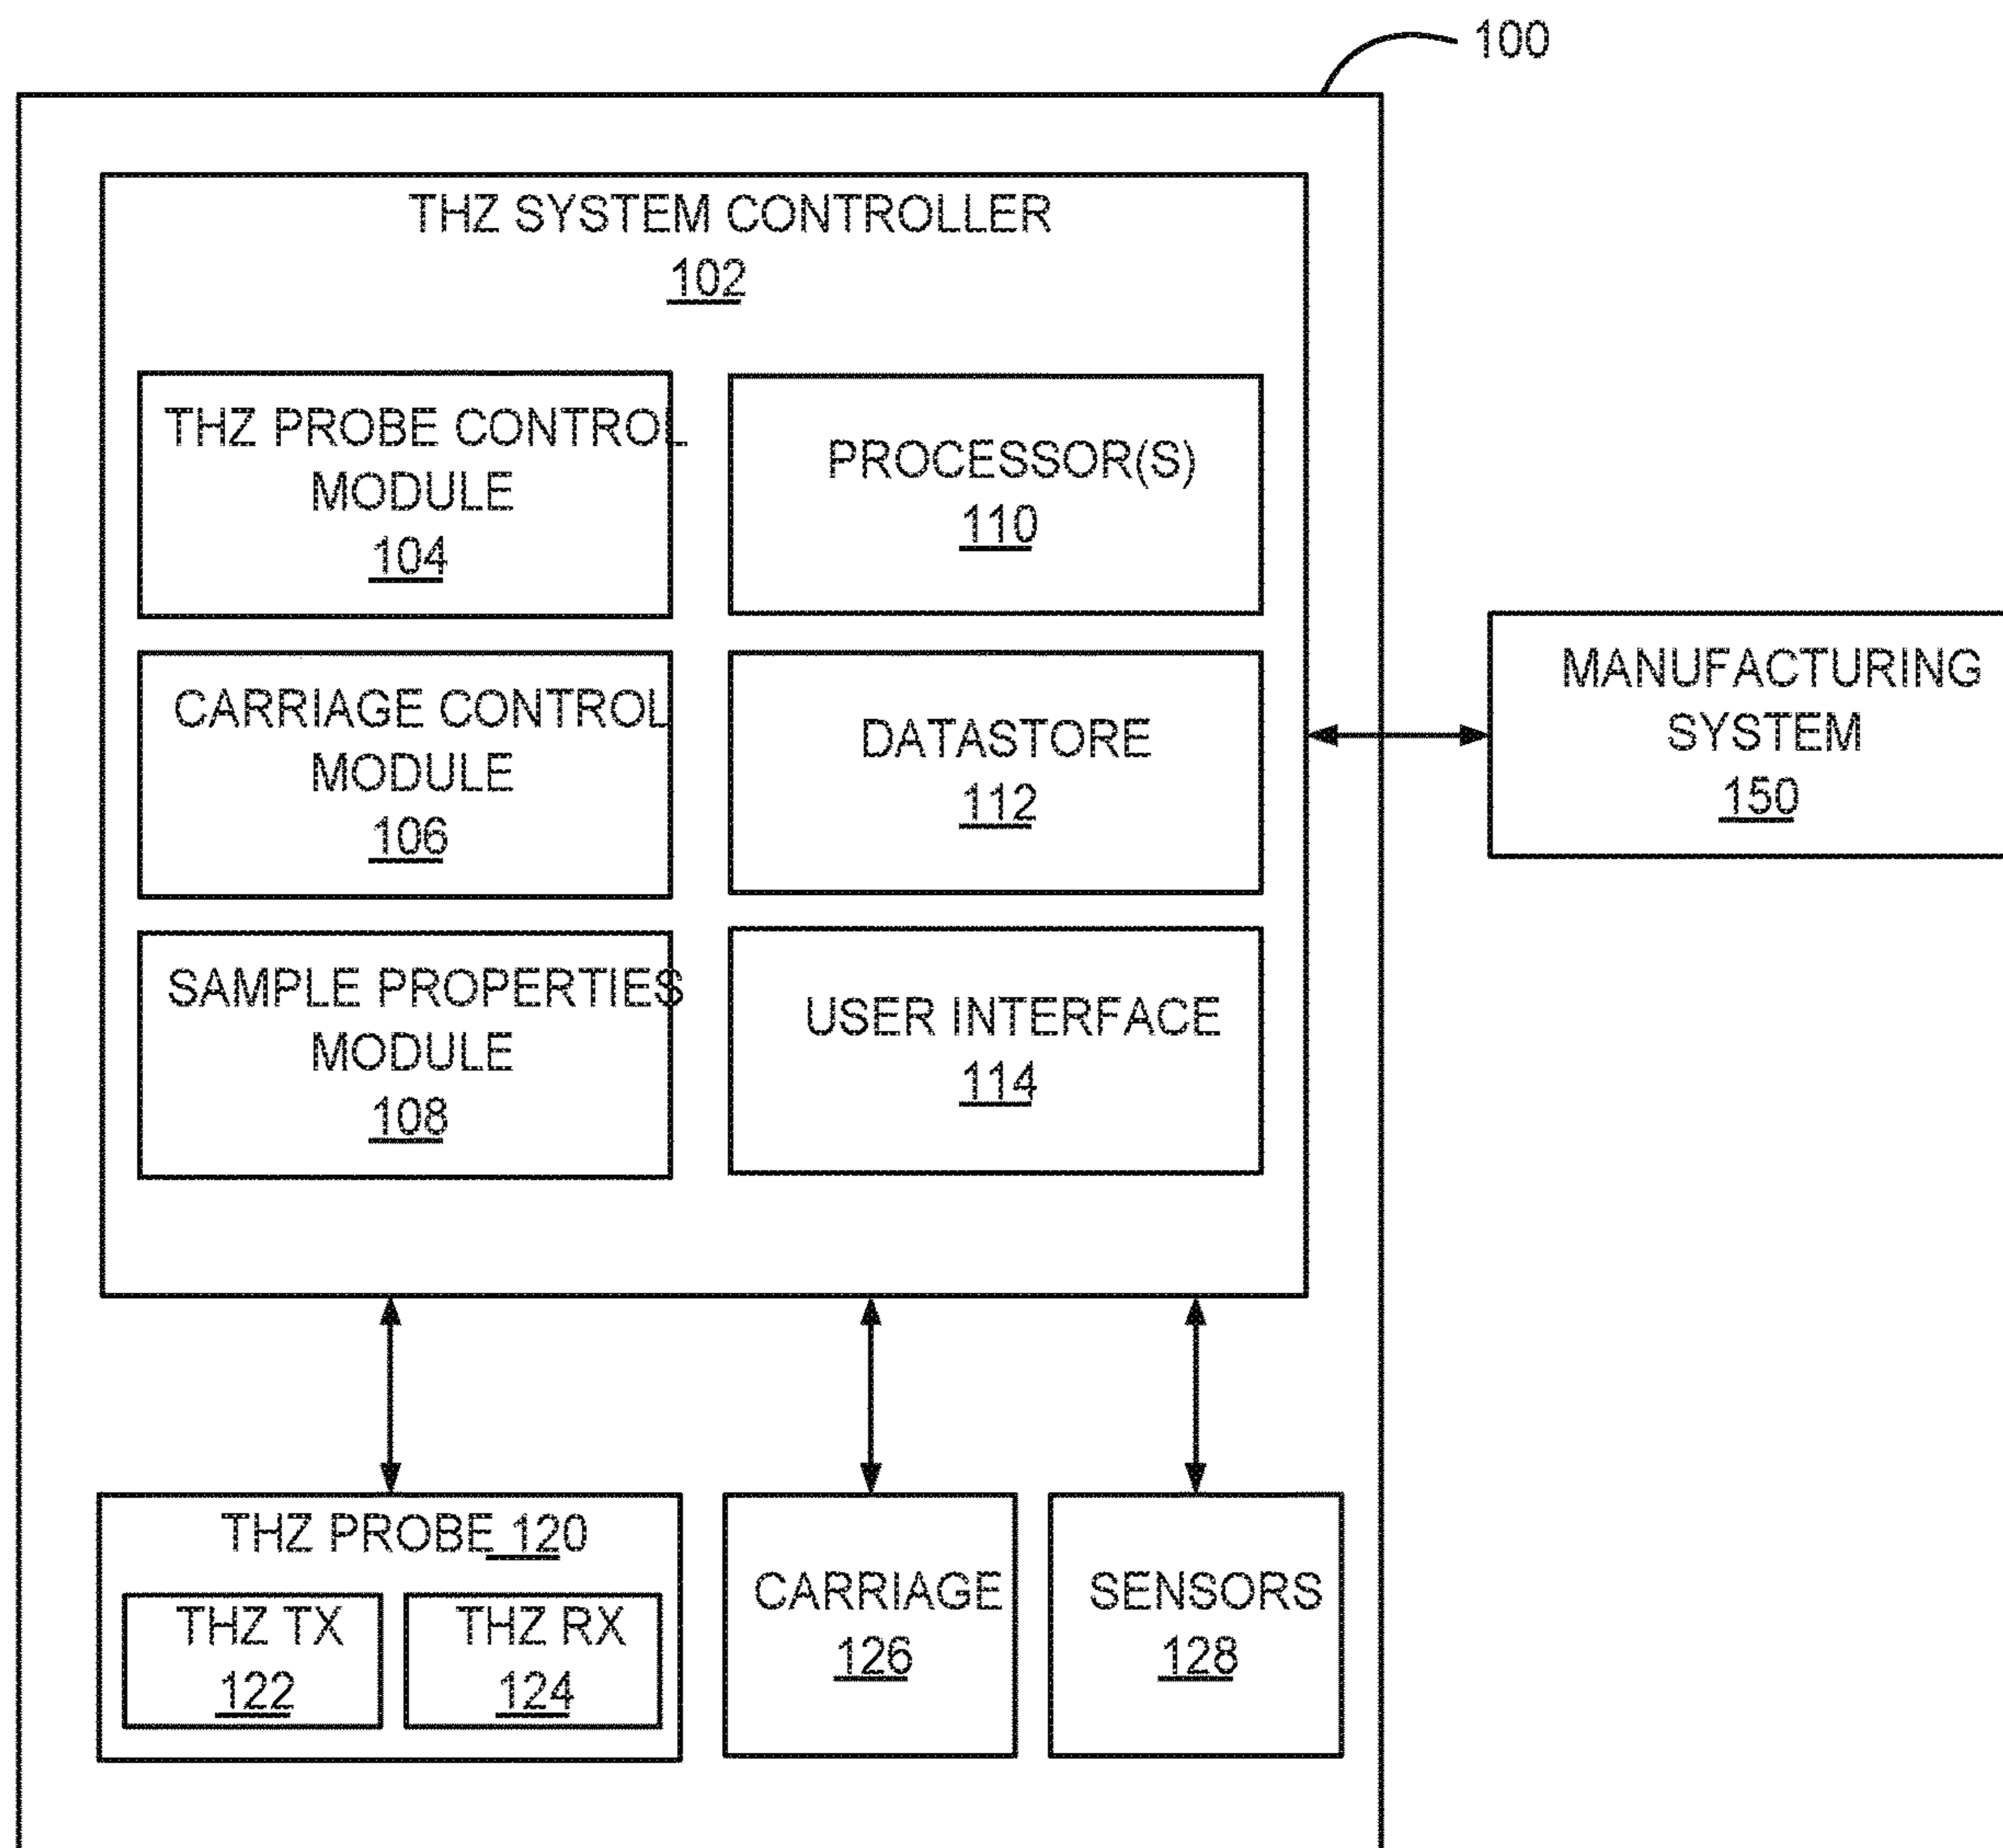 100
THZ SYSTEM CONTROLLER
102
THZ PROBE CONTROL
MODULE
104
PROCESSOR(S)
110
CARRIAGE CONTROL
MODULE
106
DATASTORE
112
SAMPLE PROPERTIES
MODULE
108
USER INTERFACE
114
MANUFACTURING
SYSTEM
150
THZ PROBE 120
THZ TX
122
THZ RX
124
CARRIAGE
126
SENSORS
128